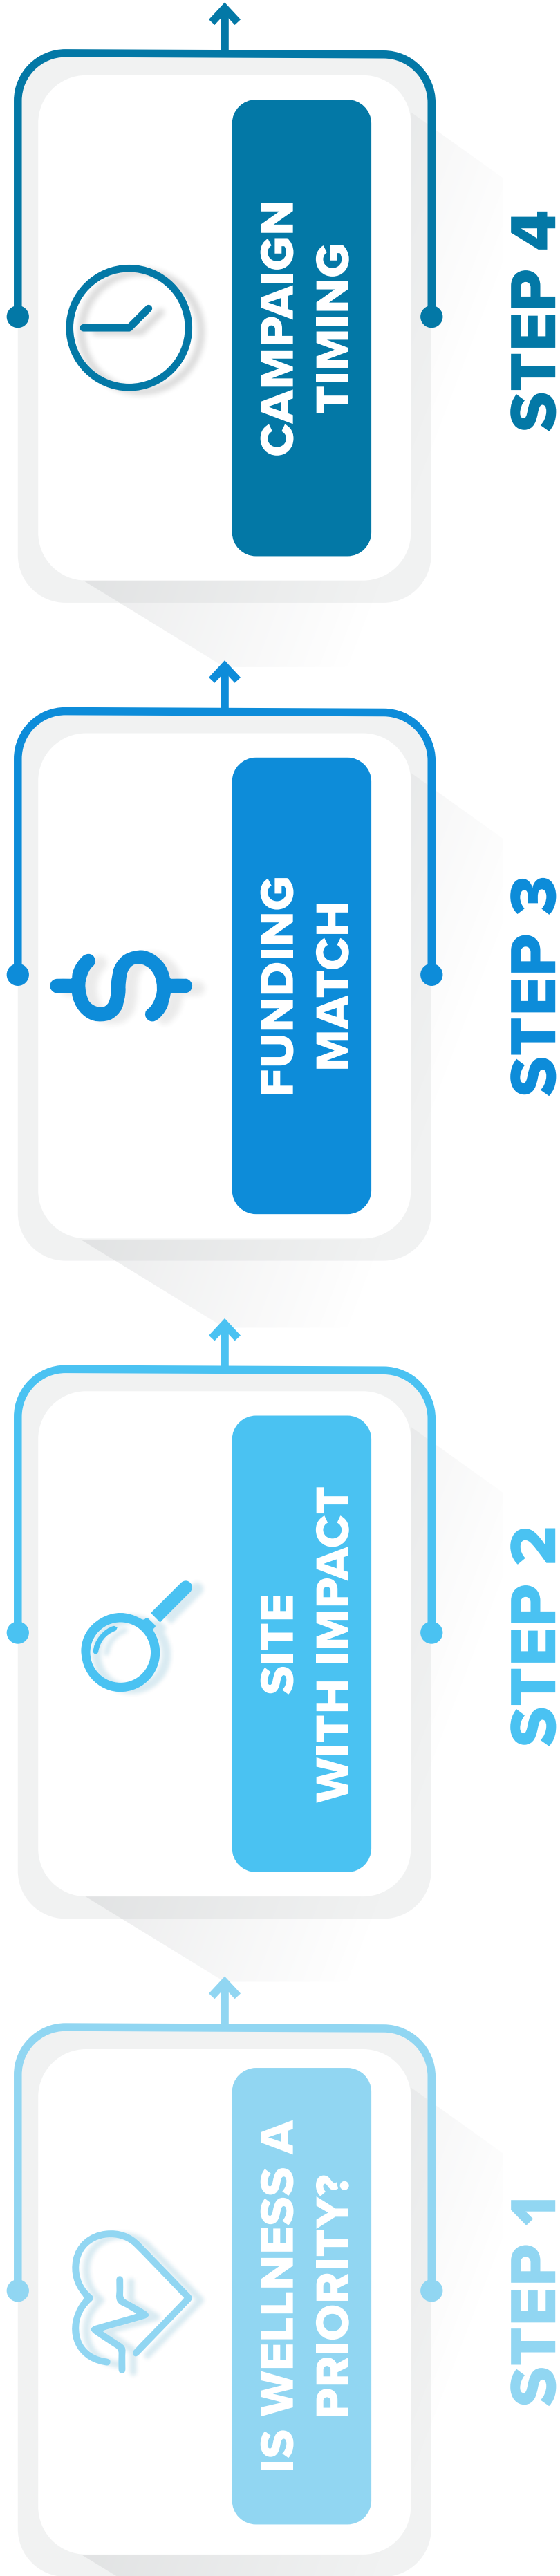 IS WELLNESS A
PRIORITY?
STEP 1
SITE
WITH IMPACT
STEP 2
FUNDING
MATCH
STEP 3
CAMPAIGN
TIMING
STEP 4